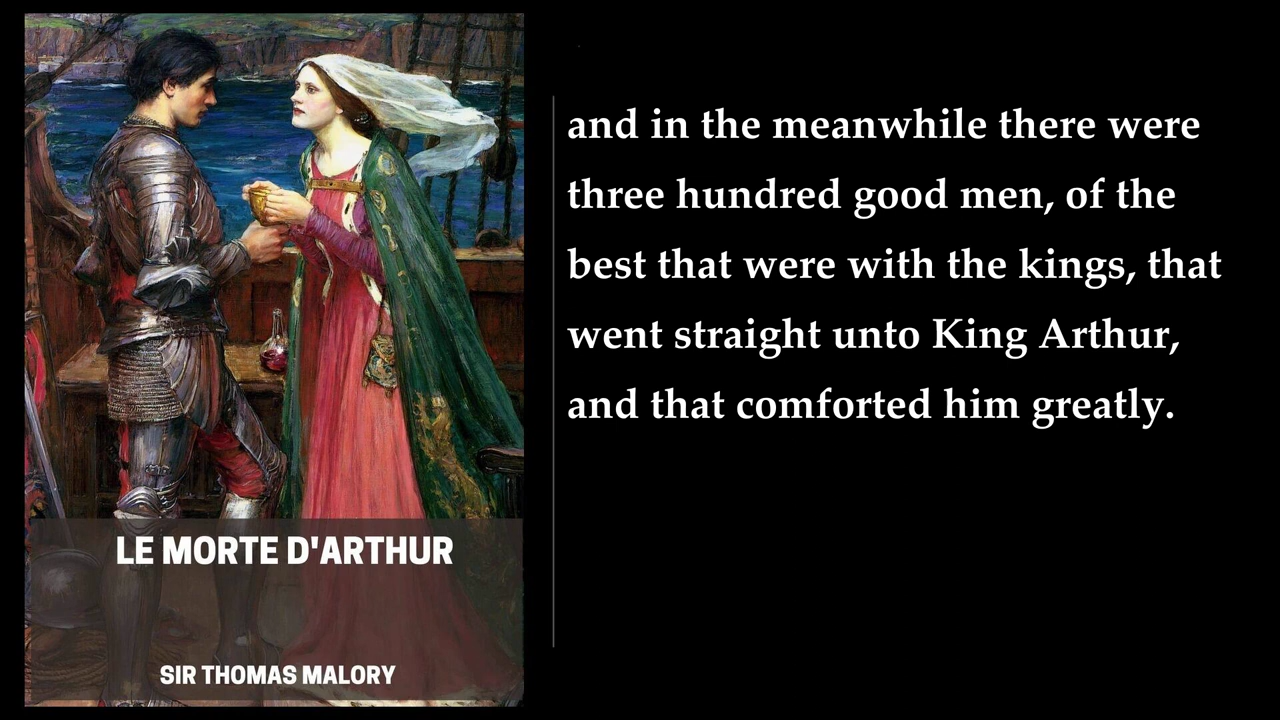 LE MORTE D'ARTHUR
SIR THOMAS MALORY
and in the meanwhile there were
three hundred good men, of the
best that were with the kings, that
went straight unto King Arthur,
and that comforted him greatly.